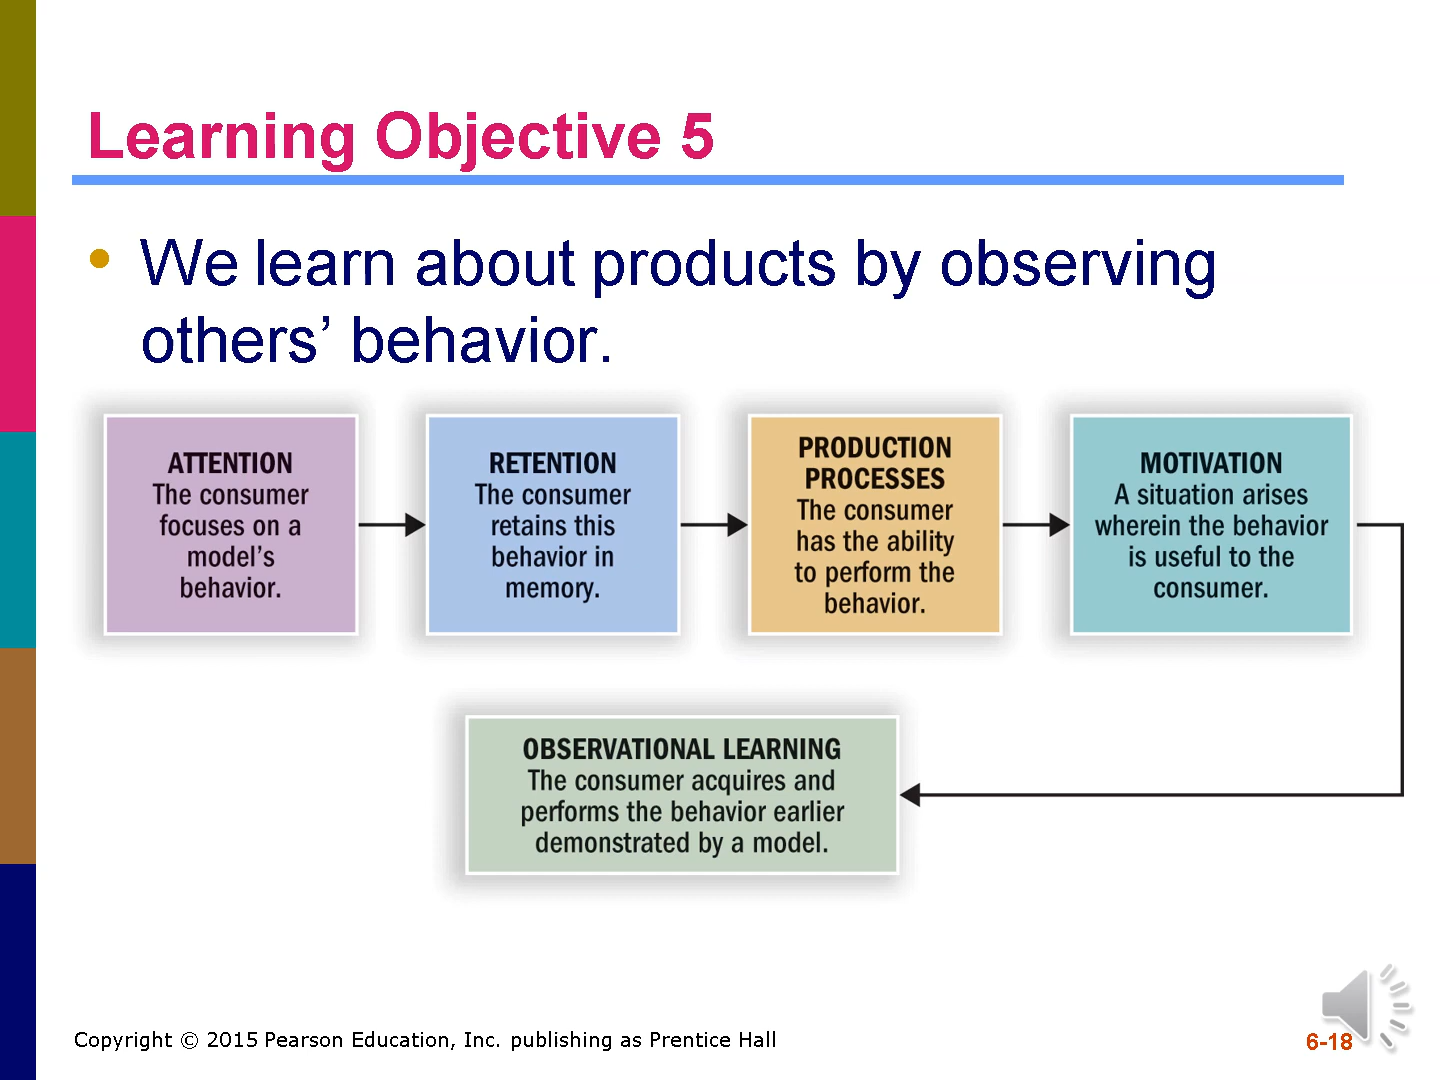 Learning Objective 5
• We learn about products by observing
others’ behavior.
ATTENTION
The consumer
focuses on a
model’s
behavior.
RETENTION
The consumer
retains this
behavior in
memory.
PRODUCTION
PROCESSES
The consumer
has the ability
to perform the
behavior.
MOTIVATION
A situation arises
wherein the behavior
is useful to the
consumer.
OBSERVATIONAL LEARNING
The consumer acquires and
performs the behavior earlier
demonstrated by a model.
Copyright © 2015 Pearson Education, Inc. publishing as Prentice Hall
6-18